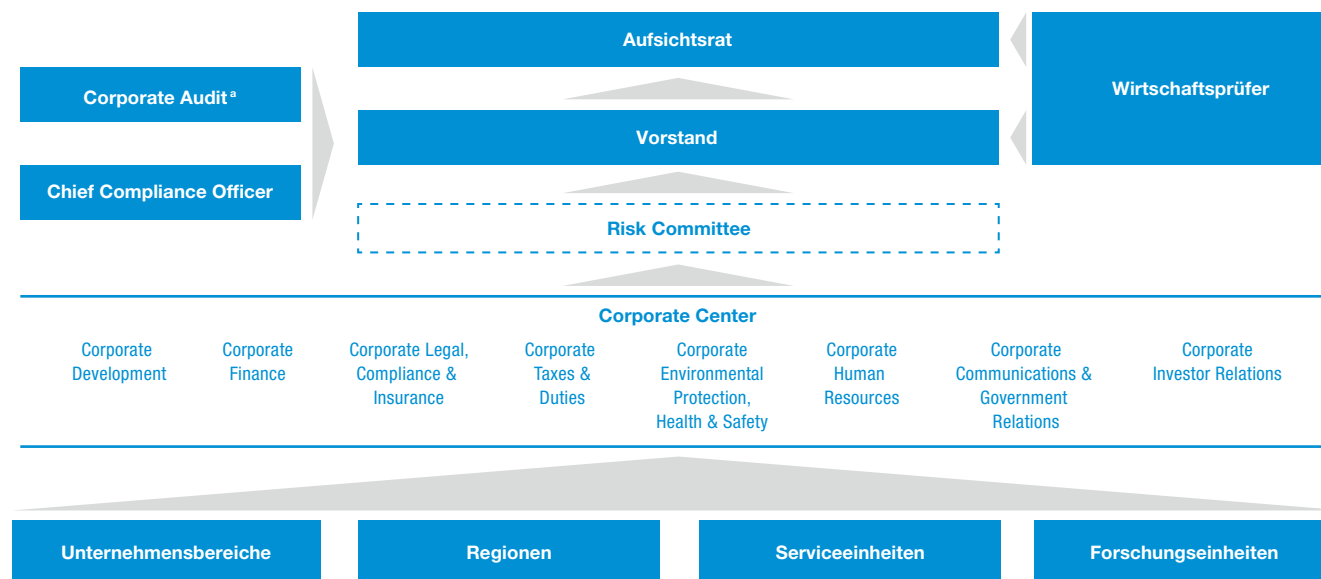 Aufsichtsrat
Corporate Audit ᵃ
Wirtschaftsprüfer
Vorstand
Chief Compliance Officer
Risk Committee
Corporate Center
Corporate
Development
Corporate
Finance
Corporate Legal,
Compliance &
Insurance
Corporate
Taxes &
Duties
Corporate
Environmental
Protection,
Health & Safety
Corporate
Human
Resources
Corporate
Communications &
Government
Relations
Corporate
Investor Relations
Unternehmensbereiche
Regionen
Serviceeinheiten
Forschungseinheiten